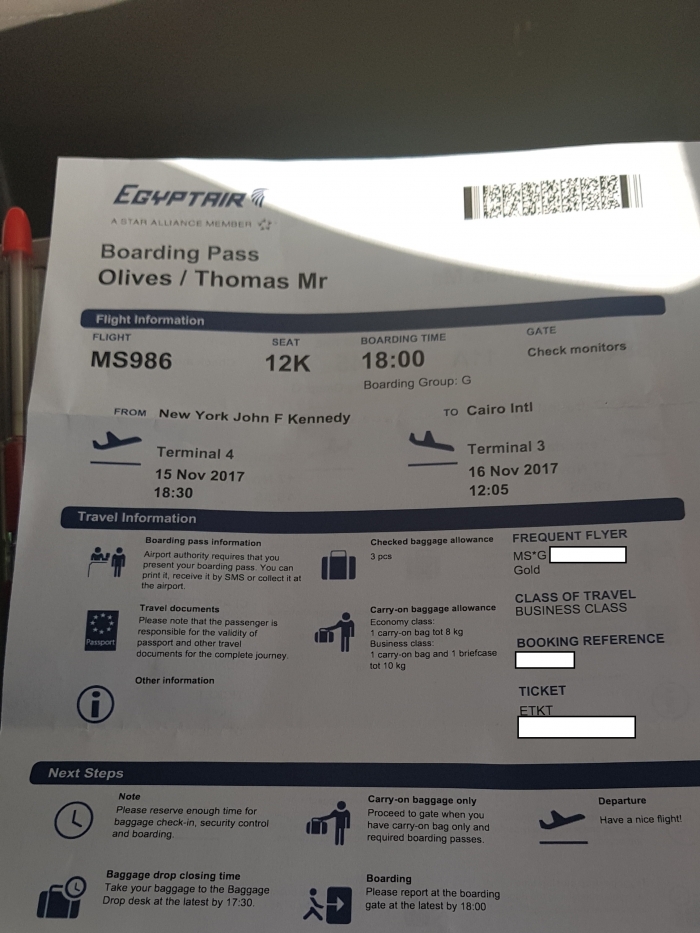 EGYPTAIR
A STAR ALLIANCE MEMBER
Boarding Pass
Olives / Thomas Mr
Flight Information
FLIGHT
MS986
SEAT
12K
BOARDING TIME
18:00
Boarding Group: G
GATE
Check monitors
FROM New York John F Kennedy
Terminal 4
15 Nov 2017
18:30
TO Cairo Intl
Terminal 3
16 Nov 2017
12:05
Travel Information
Boarding pass information
Airport authority requires that you
present your boarding pass. You can
print it, receive it by SMS or collect it at
the airport.
Checked baggage allowance
3 pcs
FREQUENT FLYER
MS*G
Gold
CLASS OF TRAVEL
BUSINESS CLASS
Passport
Travel documents
Please note that the passenger is
responsible for the validity of
passport and other travel
documents for the complete journey.
Carry-on baggage allowance
Economy class:
1 carry-on bag tot 8 kg
Business class:
1 carry-on bag and 1 briefcase
tot 10 kg
BOOKING REFERENCE
Other information
TICKET
ETKT
Next Steps
Note
Please reserve enough time for
baggage check-in, security control
and boarding.
Carry-on baggage only
Proceed to gate when you
have carry-on bag only and
required boarding passes.
Departure
Have a nice flight!
Baggage drop closing time
Take your baggage to the Baggage
Drop desk at the latest by 17:30.
Boarding
Please report at the boarding
gate at the latest by 18:00